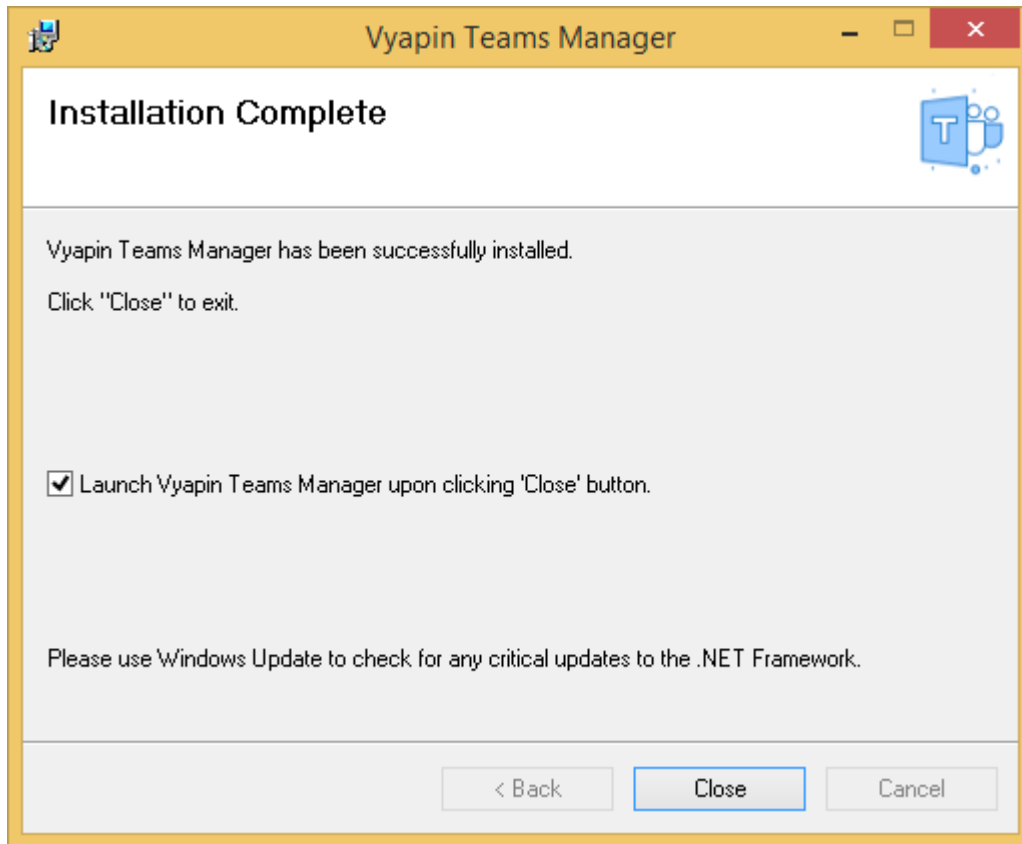 Vyapin Teams Manager
Installation Complete
T
Vyapin Teams Manager has been successfully installed.
Click "Close" to exit.
Launch Vyapin Teams Manager upon clicking 'Close' button.
Please use Windows Update to check for any critical updates to the .NET Framework.
< Back
Close
Cancel